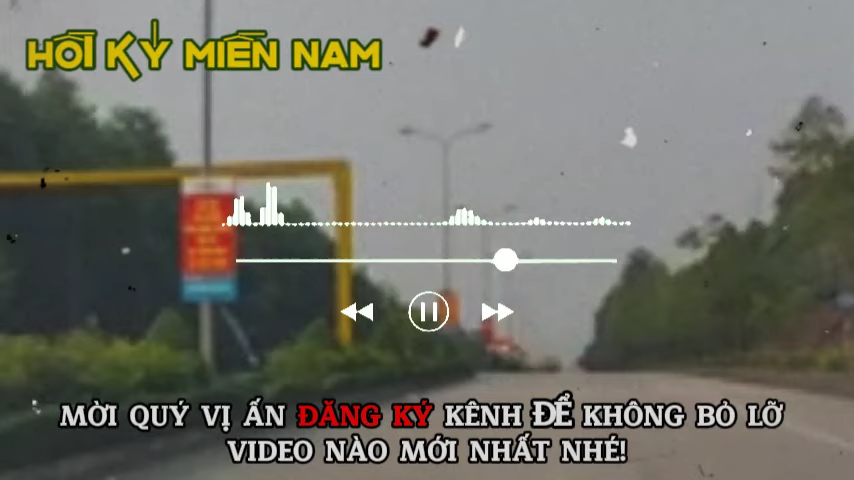 HỒI KÝ MIỀN NAM
MỜI QUÝ VỊ ẤN ĐĂNG KÝ KÊNH ĐỂ KHÔNG BỎ LỠ
VIDEO NÀO MỚI NHẤT NHÉ!